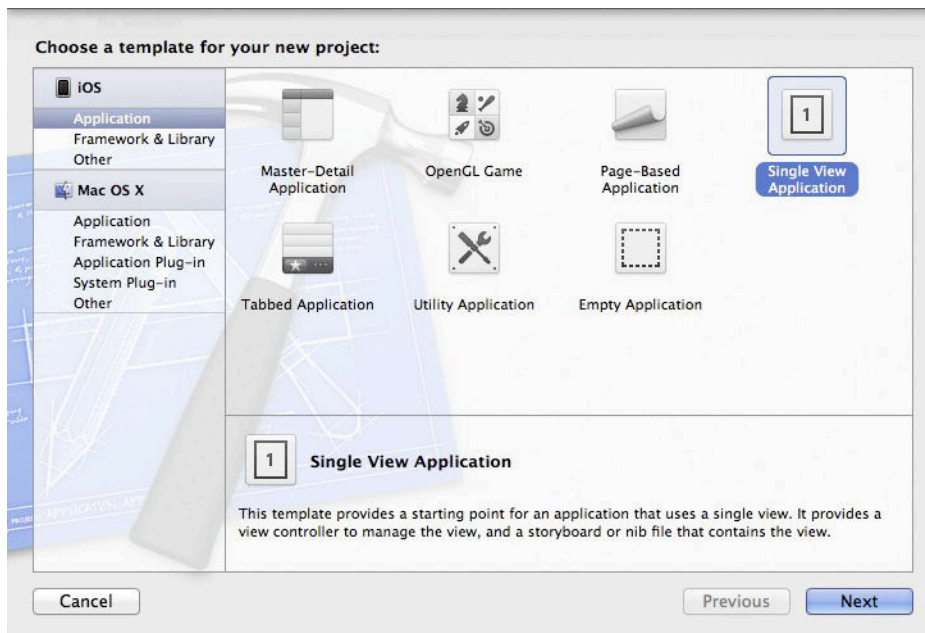 Choose a template for your new project:
iOS
Application
Framework & Library
Other
Mac OS X
Application
Framework & Library
Application Plug-in
System Plug-in
Other
Master-Detail
Application
OpenGL Game
Page-Based
Application
1
Single View
Application
Tabbed Application
Utility Application
Empty Application
1
Single View Application
This template provides a starting point for an application that uses a single view. It provides a
view controller to manage the view, and a storyboard or nib file that contains the view.
Cancel
Previous
Next